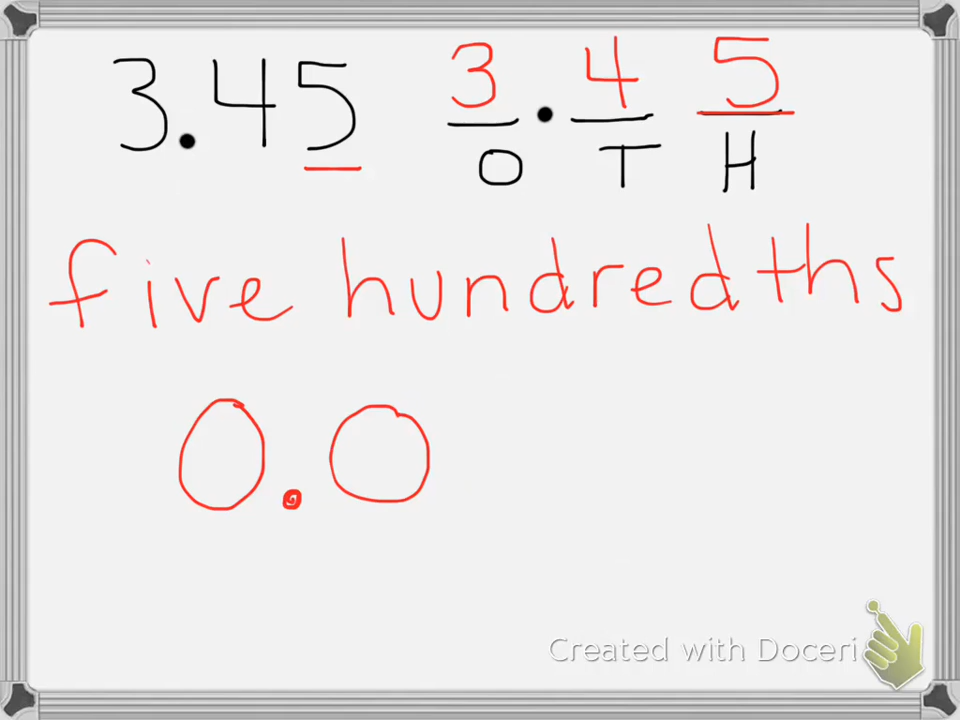 3.45 3 . 4 5
O T H
five hundredths
0.0
Created with Doceri